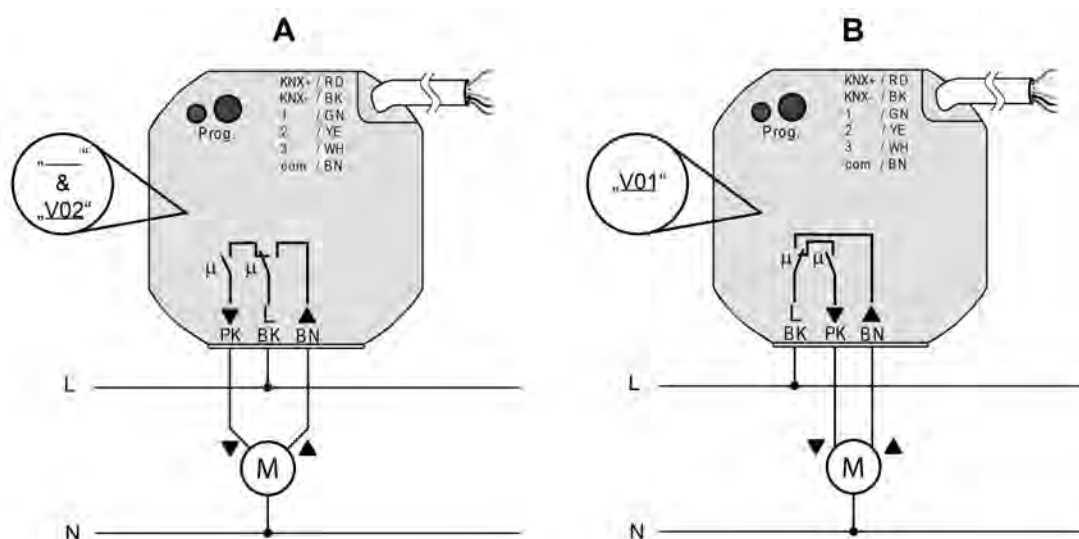 A
KNX+ / RD
KNX- / BK
1 / GN
2 / YE
3 / WH
com / BN
Prog.
„___“
&
„V02“
µ µ
L
PK BK BN
L
M
N
B
KNX+ / RD
KNX- / BK
1 / GN
2 / YE
3 / WH
com / BN
Prog.
„V01“
µ µ
L
BK PK BN
L
M
N